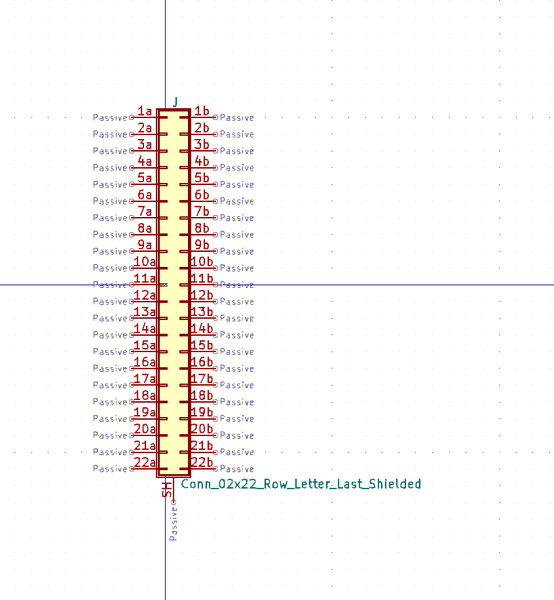 J
Passive 1a 1b Passive
Passive 2a 2b Passive
Passive 3a 3b Passive
Passive 4a 4b Passive
Passive 5a 5b Passive
Passive 6a 6b Passive
Passive 7a 7b Passive
Passive 8a 8b Passive
Passive 9a 9b Passive
Passive 10a 10b Passive
Passive 11a 11b Passive
Passive 12a 12b Passive
Passive 13a 13b Passive
Passive 14a 14b Passive
Passive 15a 15b Passive
Passive 16a 16b Passive
Passive 17a 17b Passive
Passive 18a 18b Passive
Passive 19a 19b Passive
Passive 20a 20b Passive
Passive 21a 21b Passive
Passive 22a 22b Passive
Conn_02x22_Row_Letter_Last_Shielded
SH
Passive